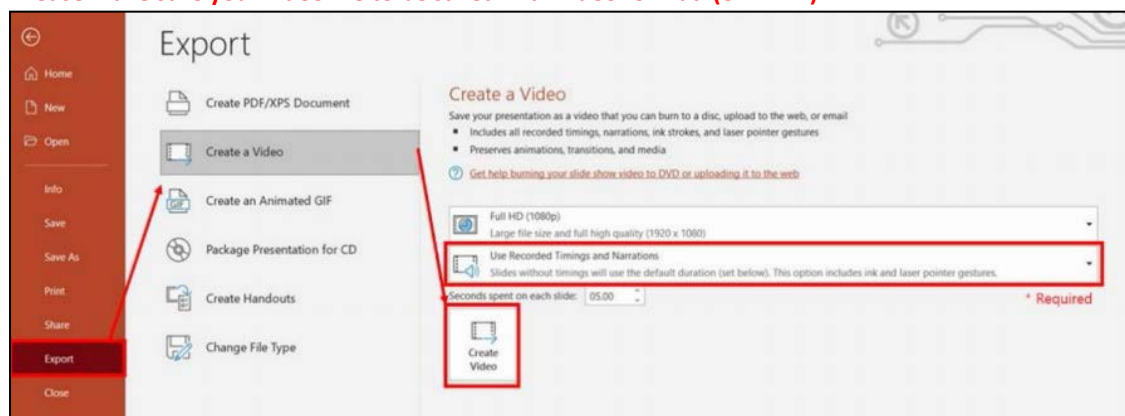 Export
Home
New
Open
Info
Save
Save As
Print
Share
Export
Close
Create PDF/XPS Document
Create a Video
Create an Animated GIF
GIF
Package Presentation for CD
Create Handouts
Change File Type
Create a Video
Save your presentation as a video that you can burn to a disc, upload to the web, or email
▪ Includes all recorded timings, narrations, ink strokes, and laser pointer gestures
▪ Preserves animations, transitions, and media
Get help burning your slide show video to DVD or uploading it to the web
Full HD (1080p)
Large file size and full high quality (1920 x 1080)
Use Recorded Timings and Narrations
Slides without timings will use the default duration (set below). This option includes ink and laser pointer gestures.
Seconds spent on each slide: 05.00
* Required
Create
Video